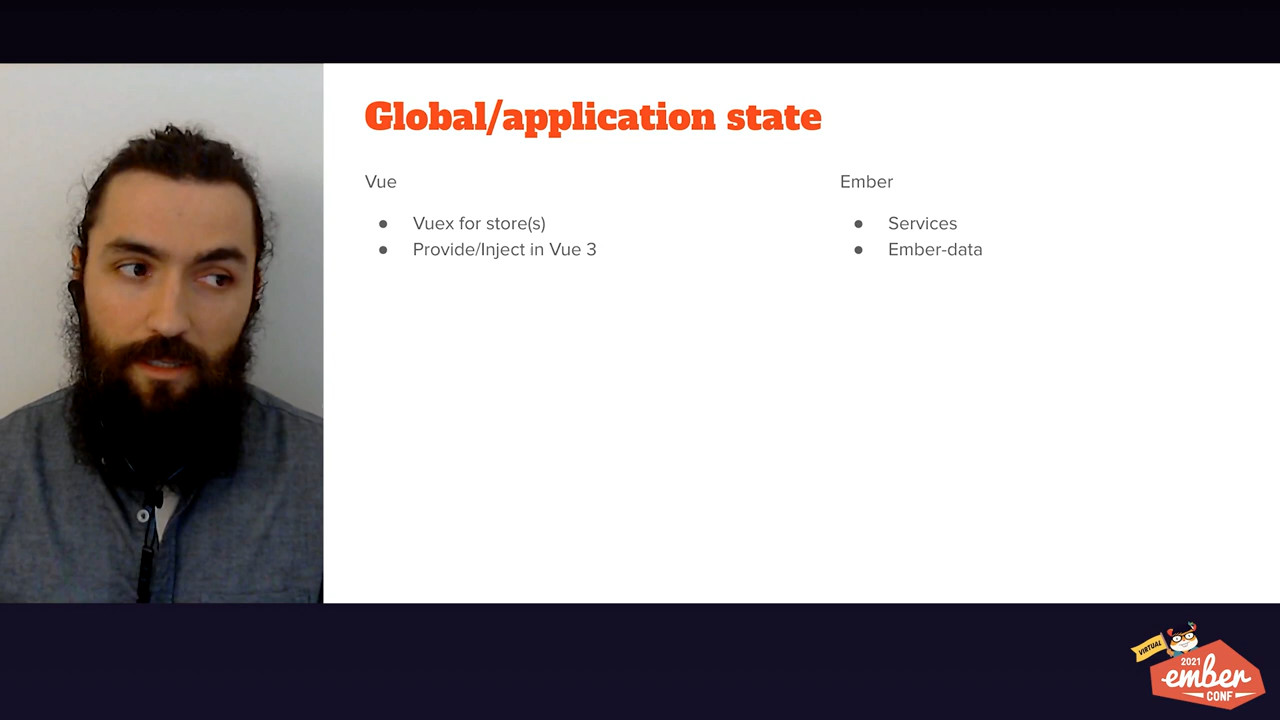 Global/application state
Vue
● Vuex for store(s)
● Provide/Inject in Vue 3
Ember
● Services
● Ember-data
VIRTUAL
2021
ember
CONF